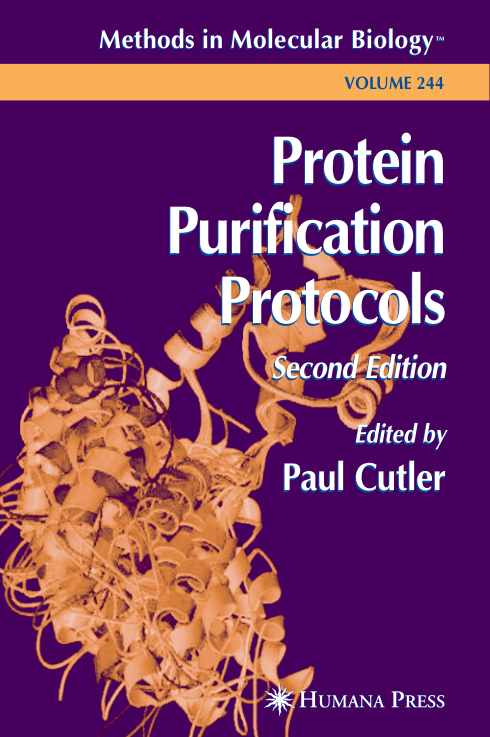 Methods in Molecular Biology™
VOLUME 244
Protein
Purification
Protocols
Second Edition
Edited by
Paul Cutler
HUMANA PRESS